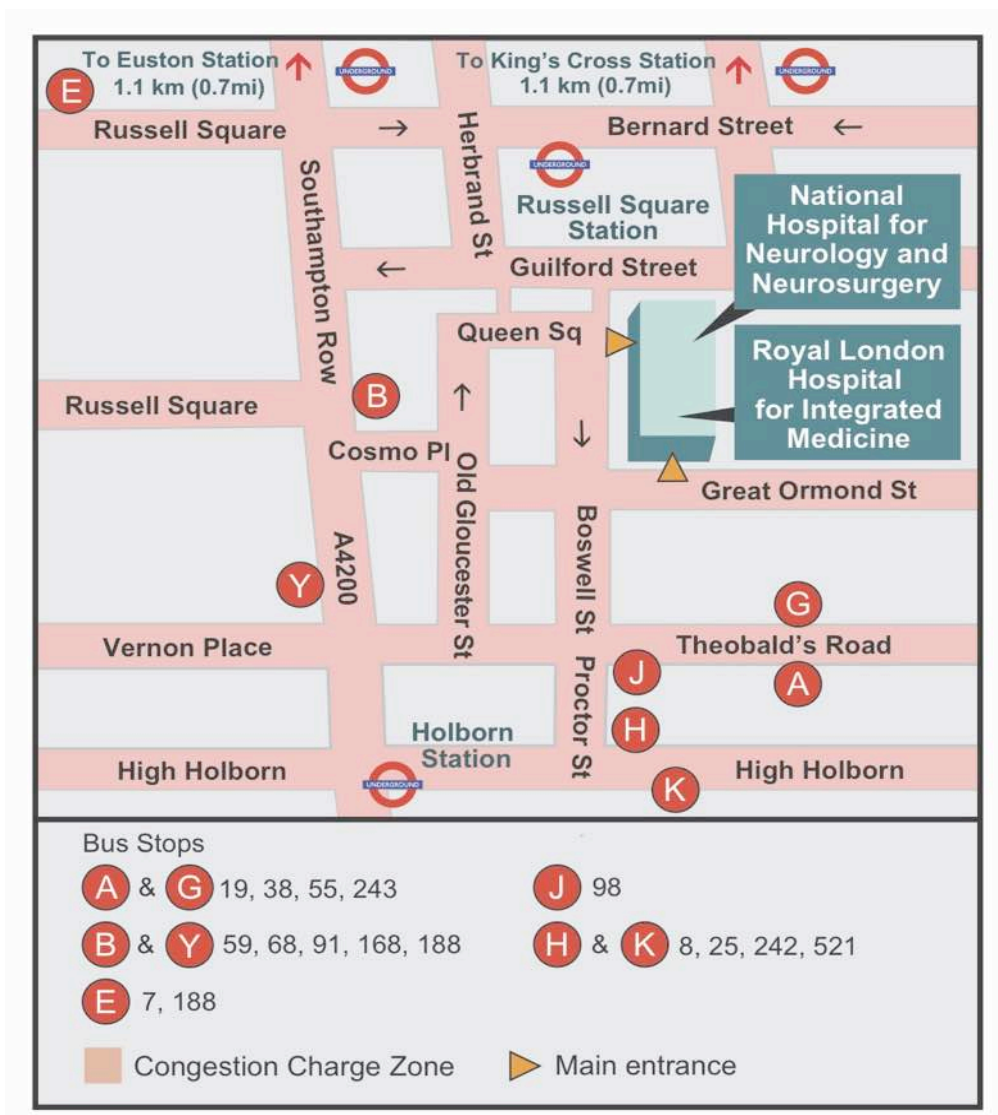 To Euston Station
1.1 km (0.7mi)
UNDERGROUND
To King's Cross Station
1.1 km (0.7mi)
UNDERGROUND
E
Russell Square
Herbrand St
Bernard Street
UNDERGROUND
Russell Square
Station
Southampton Row
National
Hospital for
Neurology and
Neurosurgery
Guilford Street
Queen Sq
Royal London
Hospital
for Integrated
Medicine
Russell Square
B
Cosmo Pl
Old Gloucester St
Great Ormond St
A4200
Boswell St
Y
G
Vernon Place
Theobald's Road
J
A
Proctor St
H
Holborn
Station
High Holborn
UNDERGROUND
K
High Holborn
Bus Stops
A & G 19, 38, 55, 243
J 98
B & Y 59, 68, 91, 168, 188
H & K 8, 25, 242, 521
E 7, 188
Congestion Charge Zone
Main entrance